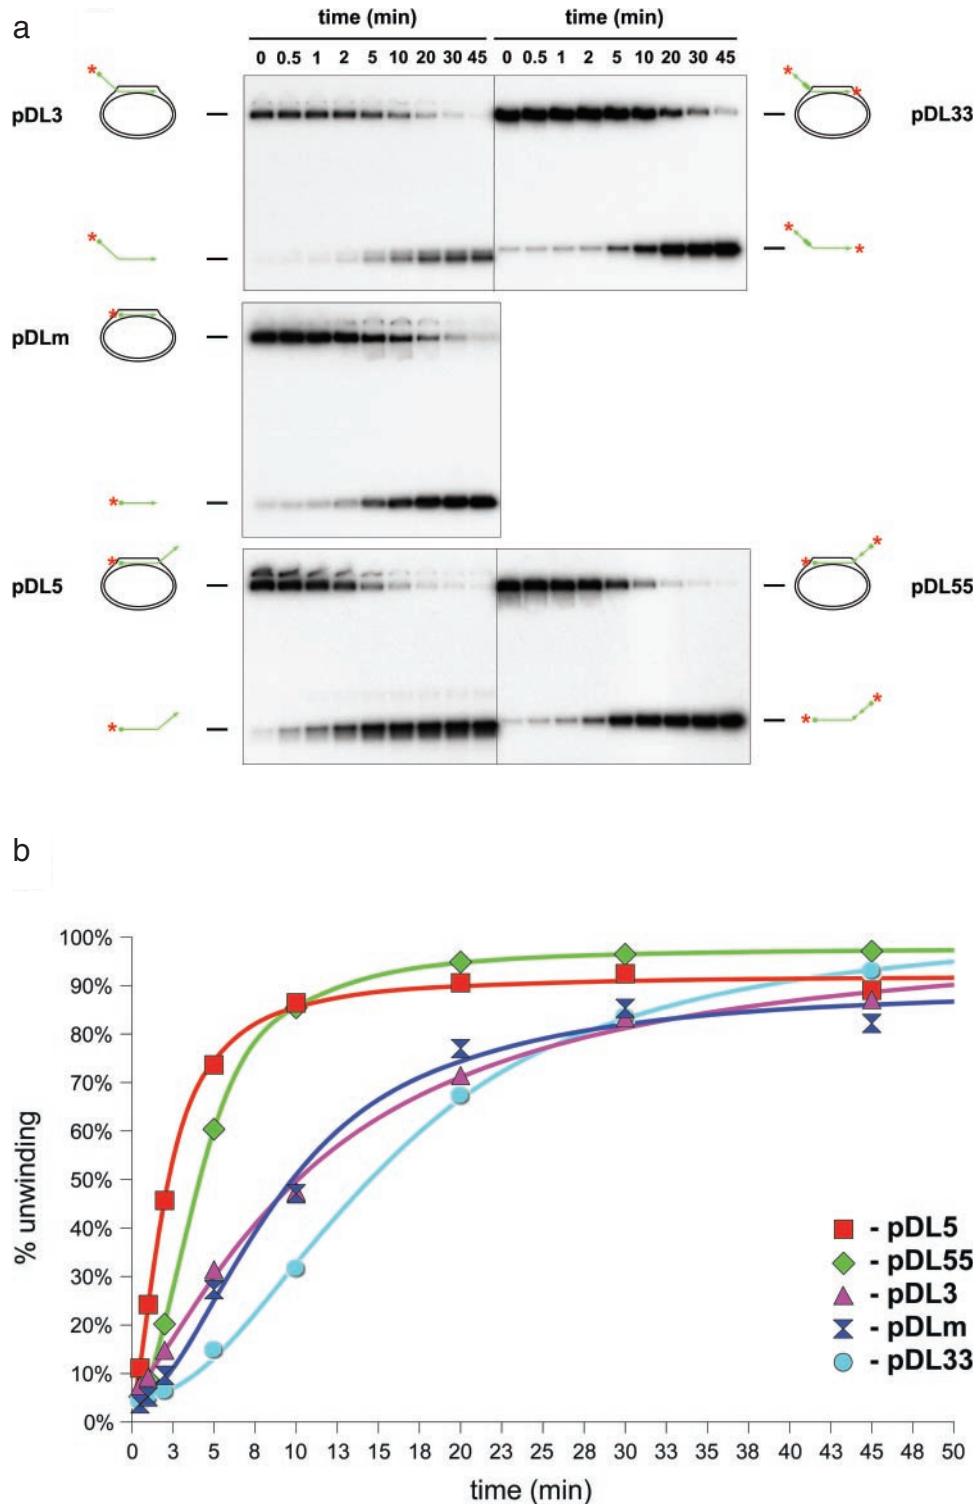 a
time (min) time (min)
0 0.5 1 2 5 10 20 30 45 0 0.5 1 2 5 10 20 30 45
* * *
pDL3 pDL33
* * *
pDLm *
*
pDL5 * * * pDL55
* * *
b
100%
90%
80%
70%
60%
50%
40%
30%
20%
10%
0%
% unwinding
- pDL5
- pDL55
- pDL3
- pDLm
- pDL33
0 3 5 8 10 13 15 18 20 23 25 28 30 33 35 38 40 43 45 48 50
time (min)